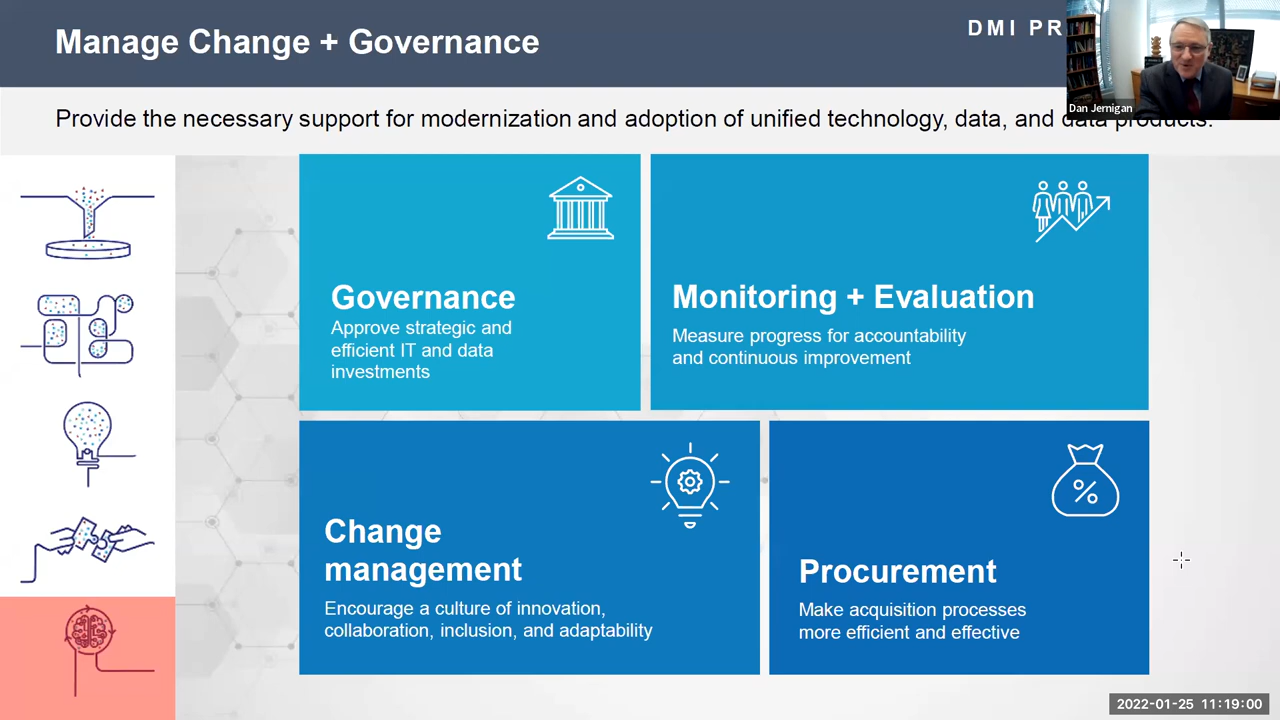 Manage Change + Governance
DMI PR
Dan Jernigan
Provide the necessary support for modernization and adoption of unified technology, data, and data products.
Governance
Approve strategic and
efficient IT and data
investments
Monitoring + Evaluation
Measure progress for accountability
and continuous improvement
Change
management
Encourage a culture of innovation,
collaboration, inclusion, and adaptability
%
Procurement
Make acquisition processes
more efficient and effective
2022-01-25 11:19:00